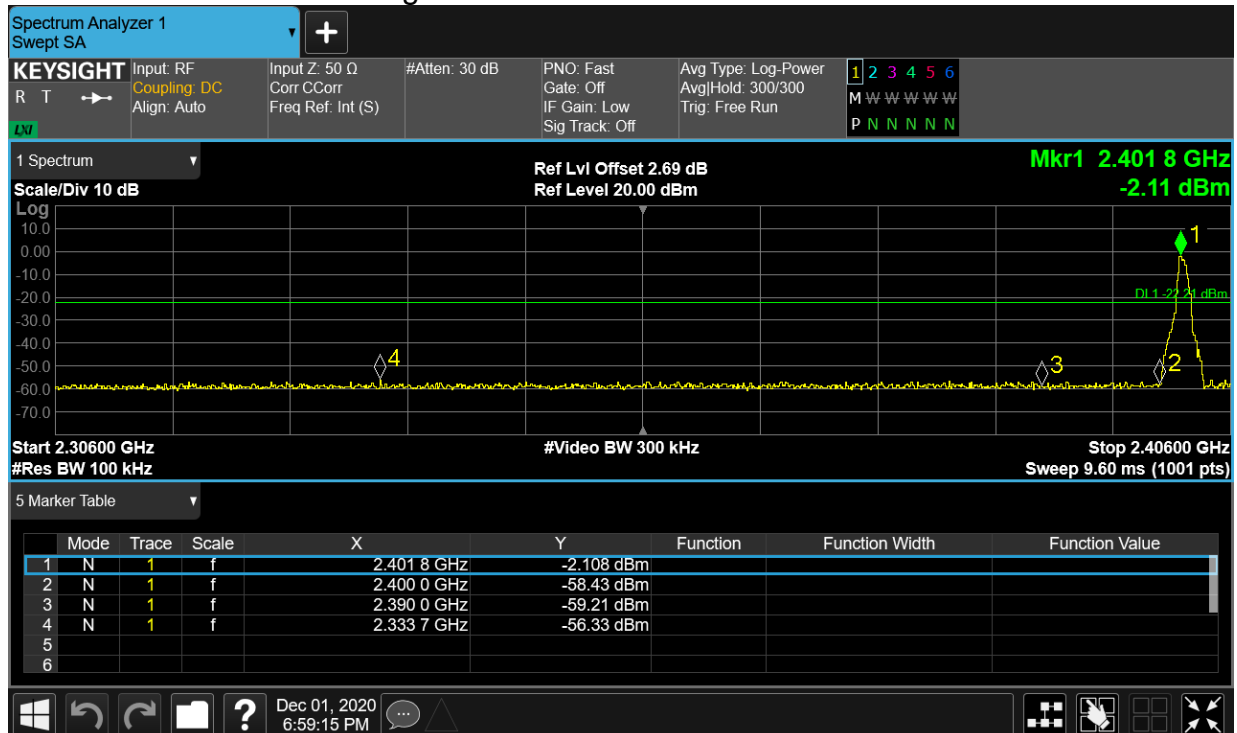 Spectrum Analyzer 1
Swept SA
+
KEYSIGHT Input: RF Input Z: 50 Ω #Atten: 30 dB PNO: Fast Avg Type: Log-Power 1 2 3 4 5 6
R T Coupling: DC Corr CCorr Gate: Off Avg|Hold: 300/300 M W W W W W
Align: Auto Freq Ref: Int (S) IF Gain: Low Trig: Free Run
LXI Sig Track: Off P N N N N N
1 Spectrum Ref Lvl Offset 2.69 dB Mkr1 2.401 8 GHz
Scale/Div 10 dB Ref Level 20.00 dBm -2.11 dBm
Log
10.0
1
0.00
-10.0
-20.0 DL1 -22.21 dBm
-30.0
-40.0
-50.0 4 3 2
-60.0
-70.0
Start 2.30600 GHz #Video BW 300 kHz Stop 2.40600 GHz
#Res BW 100 kHz Sweep 9.60 ms (1001 pts)
5 Marker Table
Mode Trace Scale X Y Function Function Width Function Value
1 N 1 f 2.401 8 GHz -2.108 dBm
2 N 1 f 2.400 0 GHz -58.43 dBm
3 N 1 f 2.390 0 GHz -59.21 dBm
4 N 1 f 2.333 7 GHz -56.33 dBm
5
6
? Dec 01, 2020
6:59:15 PM